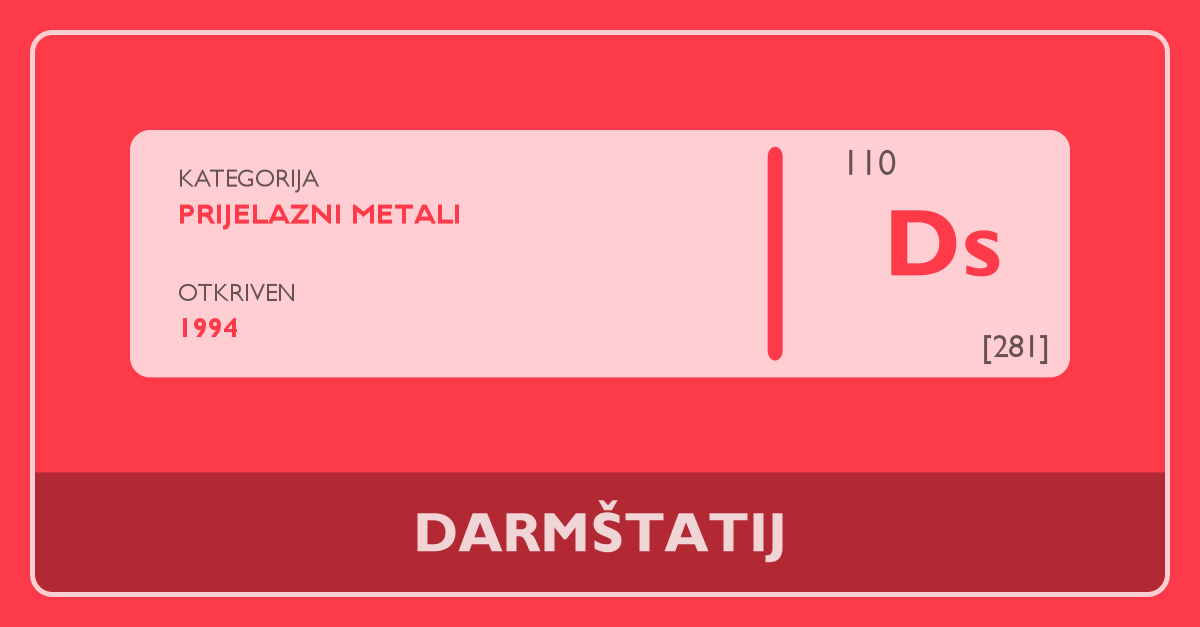 KATEGORIJA
PRIJELAZNI METALI
OTKRIVEN
1994
110
Ds
[281]
DARMŠTATIJ